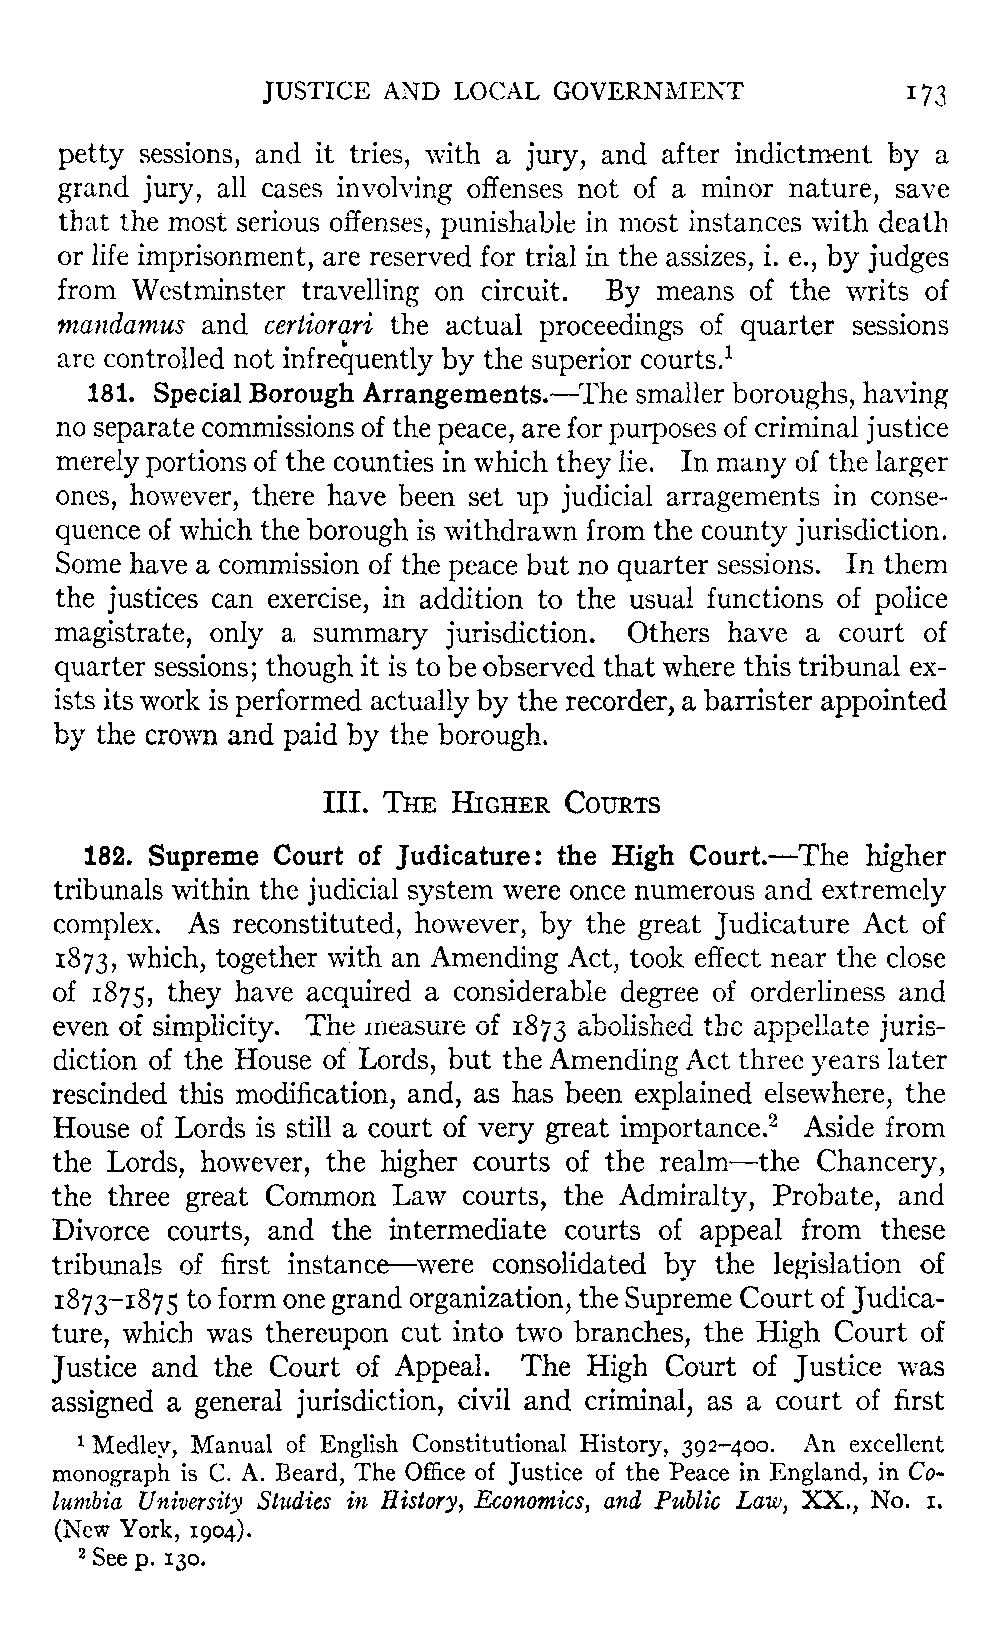 JUSTICE AND LOCAL GOVERNMENT 173
petty sessions, and it tries, with a jury, and after indictment by a
grand jury, all cases involving offenses not of a minor nature, save
that the most serious offenses, punishable in most instances with death
or life imprisonment, are reserved for trial in the assizes, i. e., by judges
from Westminster travelling on circuit. By means of the writs of
mandamus and certiorari the actual proceedings of quarter sessions
are controlled not infrequently by the superior courts.¹
181. Special Borough Arrangements.—The smaller boroughs, having
no separate commissions of the peace, are for purposes of criminal justice
merely portions of the counties in which they lie. In many of the larger
ones, however, there have been set up judicial arragements in conse-
quence of which the borough is withdrawn from the county jurisdiction.
Some have a commission of the peace but no quarter sessions. In them
the justices can exercise, in addition to the usual functions of police
magistrate, only a summary jurisdiction. Others have a court of
quarter sessions; though it is to be observed that where this tribunal ex-
ists its work is performed actually by the recorder, a barrister appointed
by the crown and paid by the borough.
III. THE HIGHER COURTS
182. Supreme Court of Judicature: the High Court.—The higher
tribunals within the judicial system were once numerous and extremely
complex. As reconstituted, however, by the great Judicature Act of
1873, which, together with an Amending Act, took effect near the close
of 1875, they have acquired a considerable degree of orderliness and
even of simplicity. The measure of 1873 abolished the appellate juris-
diction of the House of Lords, but the Amending Act three years later
rescinded this modification, and, as has been explained elsewhere, the
House of Lords is still a court of very great importance.² Aside from
the Lords, however, the higher courts of the realm—the Chancery,
the three great Common Law courts, the Admiralty, Probate, and
Divorce courts, and the intermediate courts of appeal from these
tribunals of first instance—were consolidated by the legislation of
1873–1875 to form one grand organization, the Supreme Court of Judica-
ture, which was thereupon cut into two branches, the High Court of
Justice and the Court of Appeal. The High Court of Justice was
assigned a general jurisdiction, civil and criminal, as a court of first
¹ Medley, Manual of English Constitutional History, 392–400. An excellent
monograph is C. A. Beard, The Office of Justice of the Peace in England, in Co-
lumbia University Studies in History, Economics, and Public Law, XX., No. 1.
(New York, 1904).
² See p. 130.